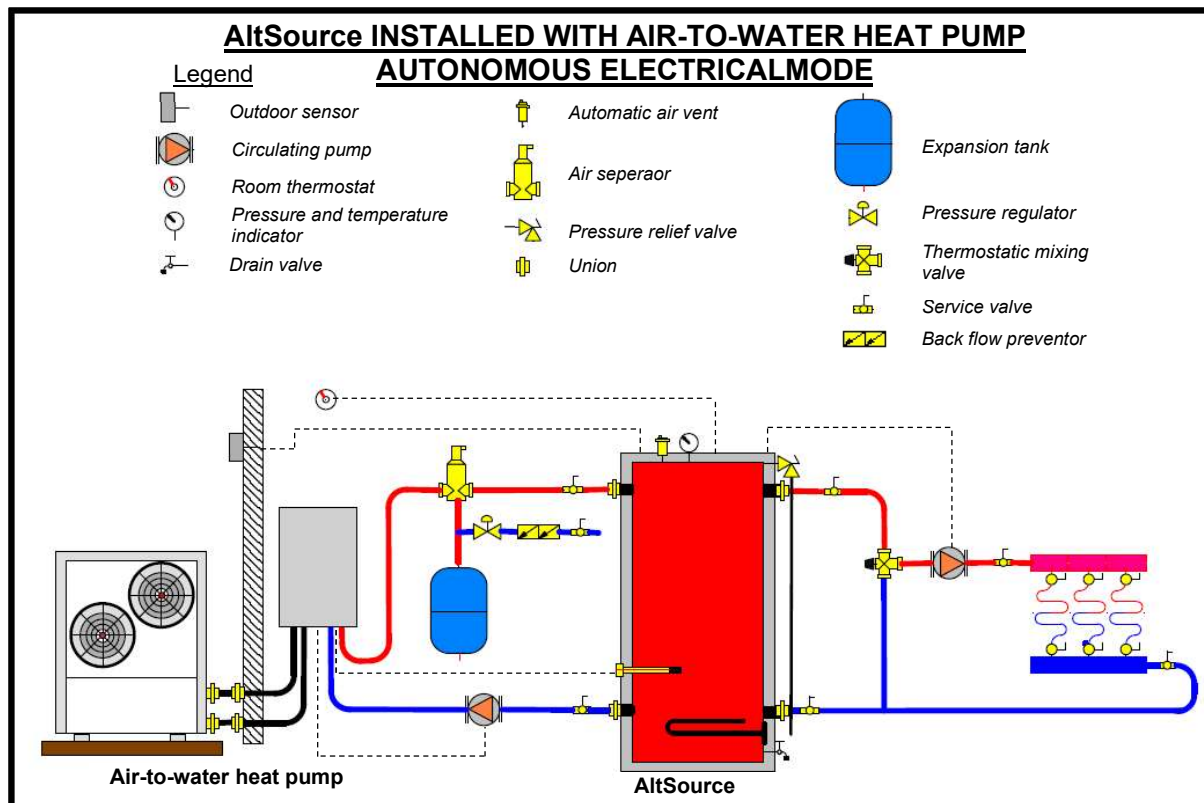 AltSource INSTALLED WITH AIR-TO-WATER HEAT PUMP
AUTONOMOUS ELECTRICALMODE
Legend
Outdoor sensor
Circulating pump
Room thermostat
Pressure and temperature
indicator
Drain valve
Automatic air vent
Air seperaor
Pressure relief valve
Union
Expansion tank
Pressure regulator
Thermostatic mixing
valve
Service valve
Back flow preventor
Air-to-water heat pump
AltSource